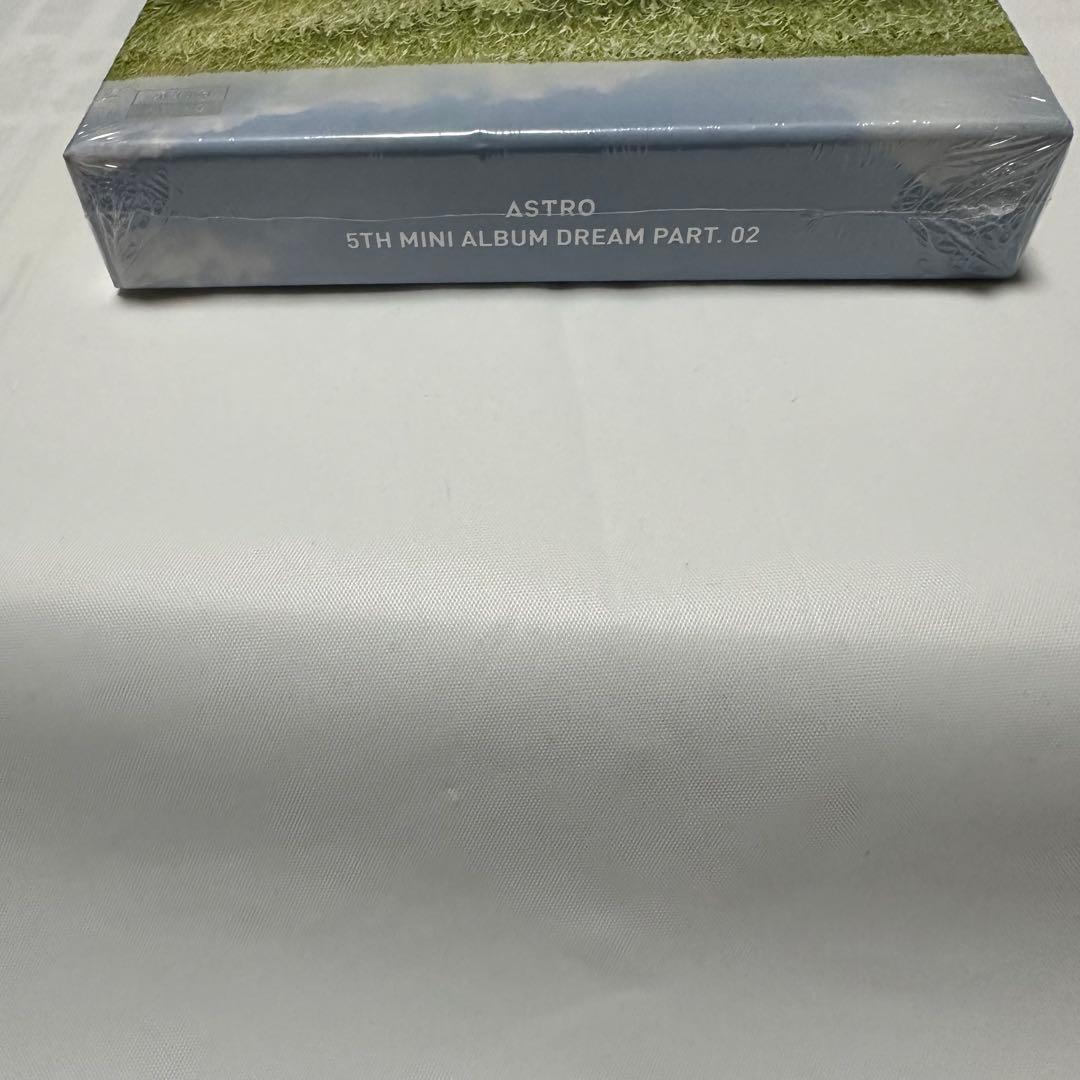 ASTRO
5TH MINI ALBUM DREAM PART. 02